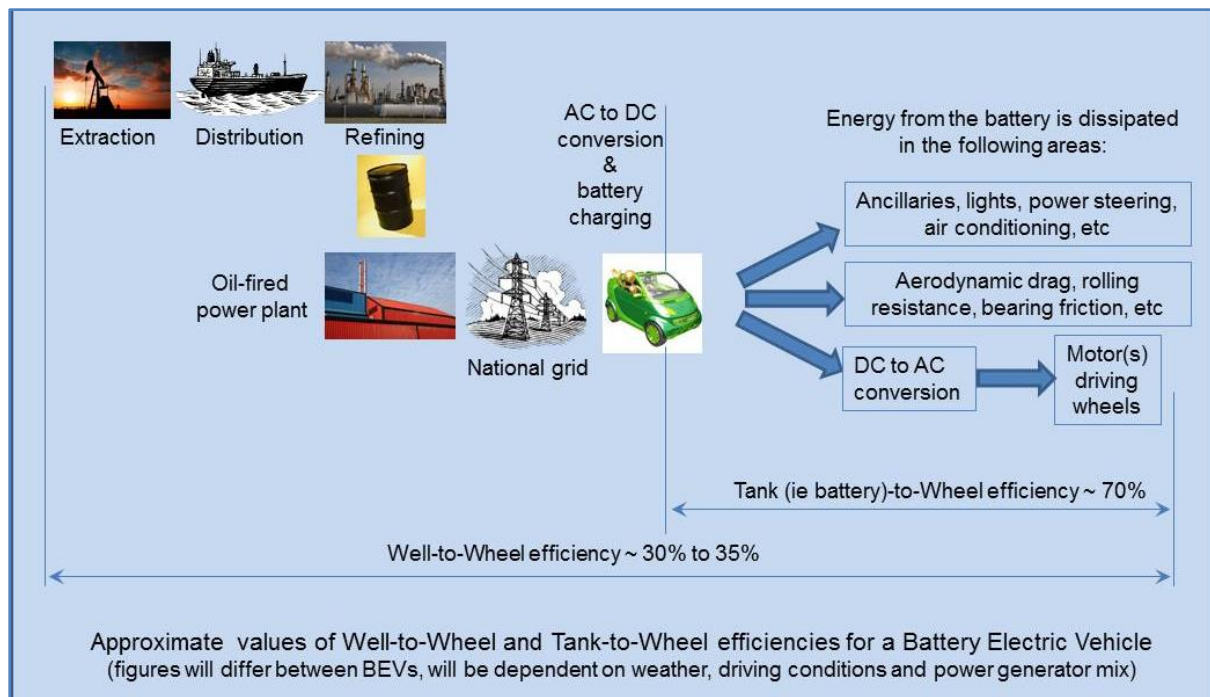 Extraction
Distribution
Refining
AC to DC
conversion
&
battery
charging
Energy from the battery is dissipated
in the following areas:
Ancillaries, lights, power steering,
air conditioning, etc
Aerodynamic drag, rolling
resistance, bearing friction, etc
Oil-fired
power plant
National grid
DC to AC
conversion
Motor(s)
driving
wheels
Tank (ie battery)-to-Wheel efficiency ~ 70%
Well-to-Wheel efficiency ~ 30% to 35%
Approximate values of Well-to-Wheel and Tank-to-Wheel efficiencies for a Battery Electric Vehicle
(figures will differ between BEVs, will be dependent on weather, driving conditions and power generator mix)